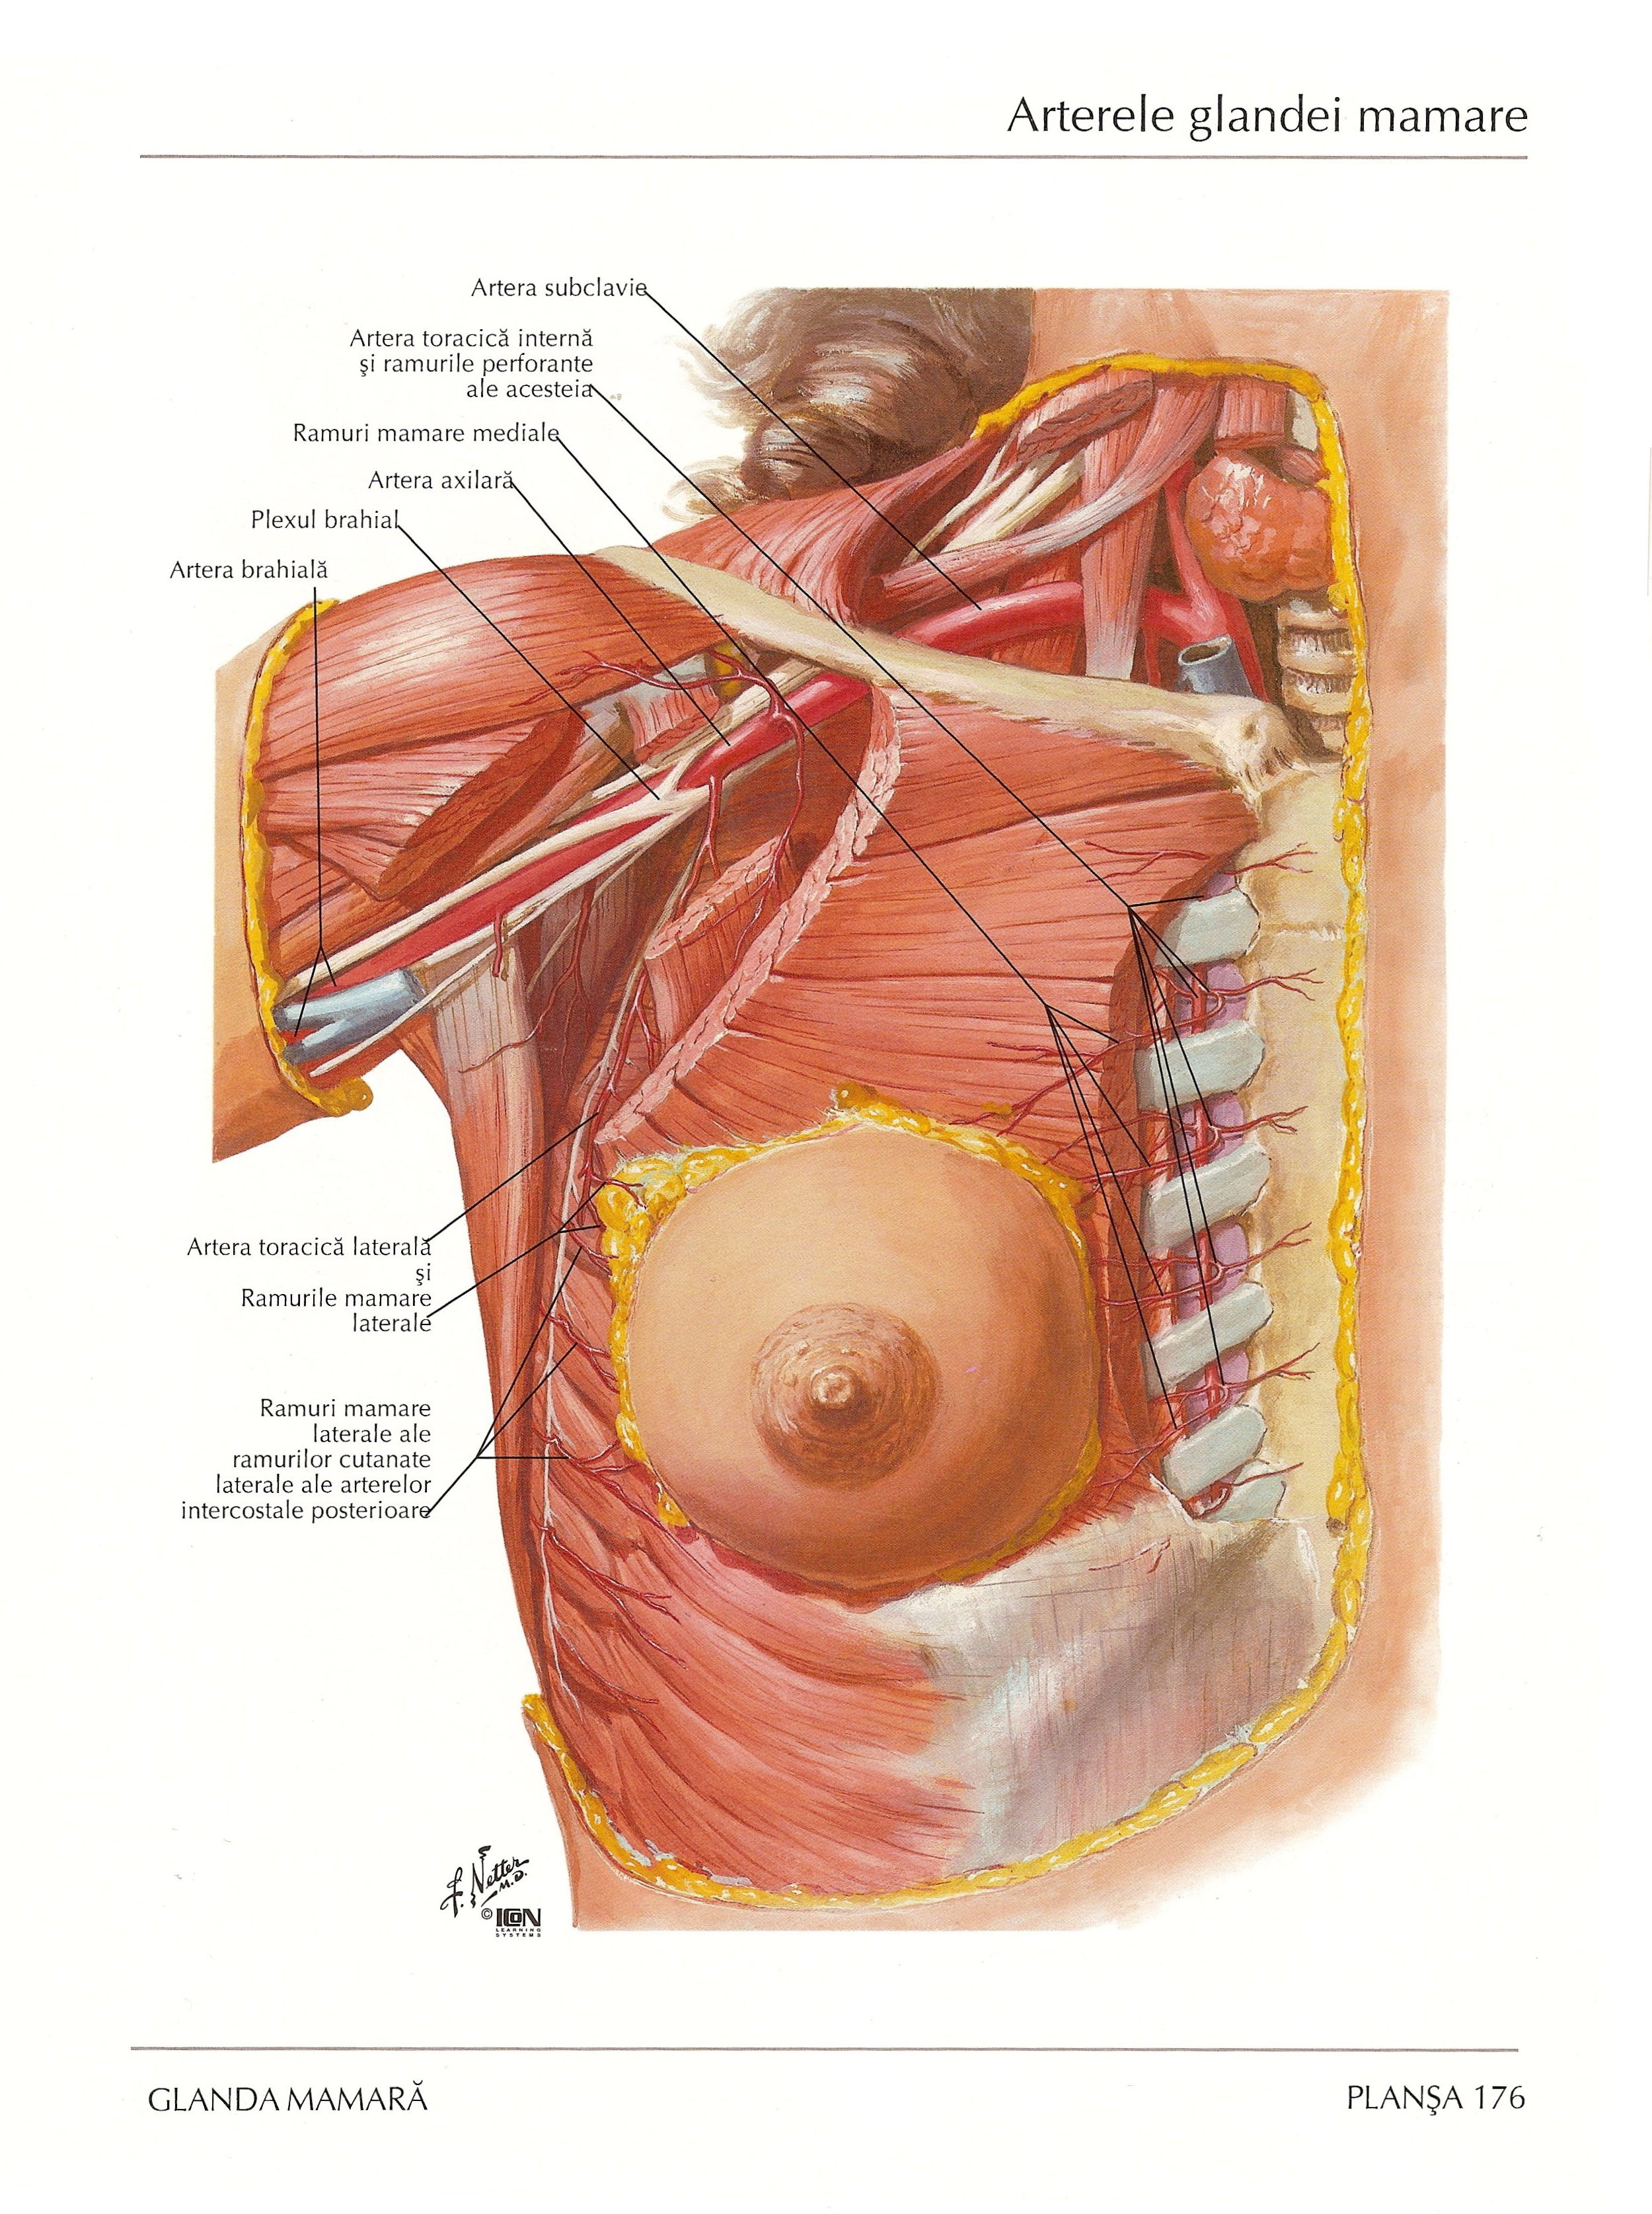 Arterele glandei mamare
Artera subclavie
Artera toracică internă
şi ramurile perforante
ale acesteia
Ramuri mamare mediale
Artera axilară
Plexul brahial
Artera brahială
Artera toracică laterală
şi
Ramurile mamare
laterale
Ramuri mamare
laterale ale
ramurilor cutanate
laterale ale arterelor
intercostale posterioare
F. Netter
M.D.
© ICON
LEARNING
SYSTEMS
GLANDA MAMARĂ
PLANŞA 176